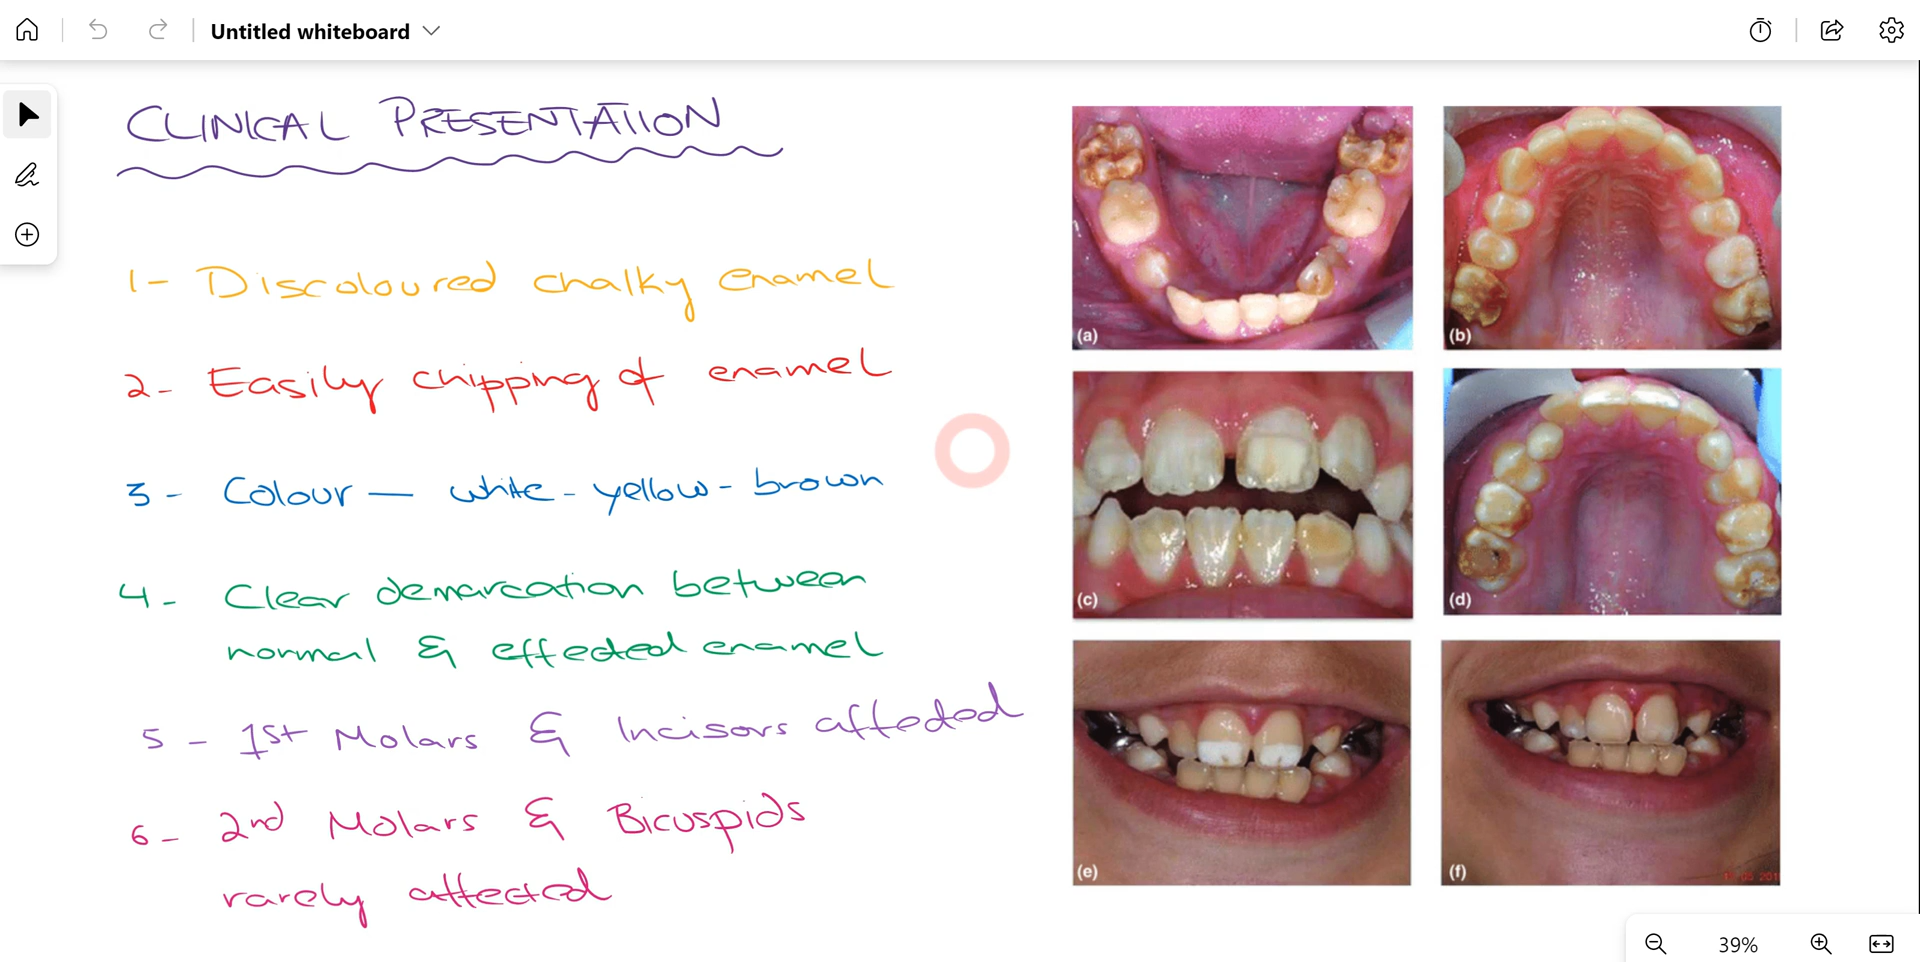 Untitled whiteboard
CLINICAL PRESENTATION
1- Discoloured chalky enamel
2- Easily chipping of enamel
3- Colour — white - yellow - brown
4- Clear demarcation between
normal & effected enamel
5- 1st Molars & Incisors affected
6- 2nd Molars & Bicuspids
rarely affected
(a)
(b)
(c)
(d)
(e)
(f)
39%